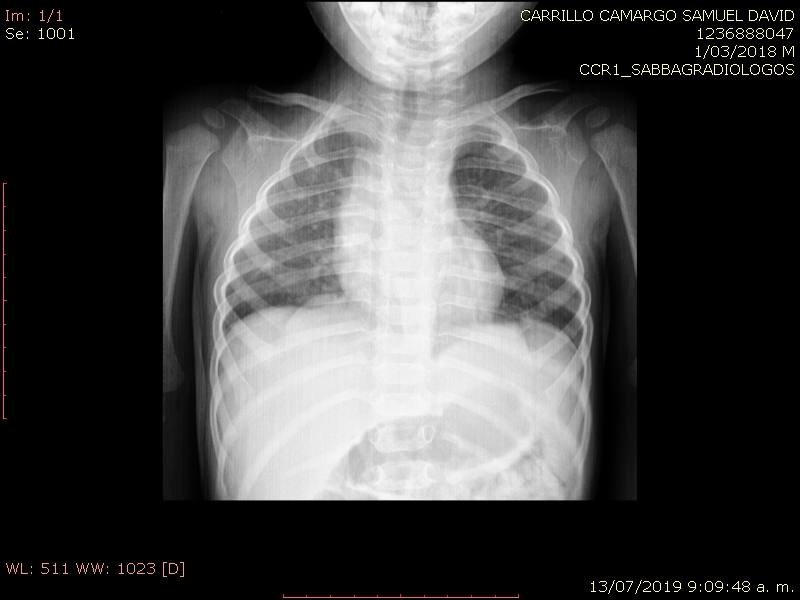 Im: 1/1
Se: 1001
CARRILLO CAMARGO SAMUEL DAVID
1236888047
1/03/2018 M
CCR1_SABBAGRADIOLOGOS
WL: 511 WW: 1023 [D]
13/07/2019 9:09:48 a. m.